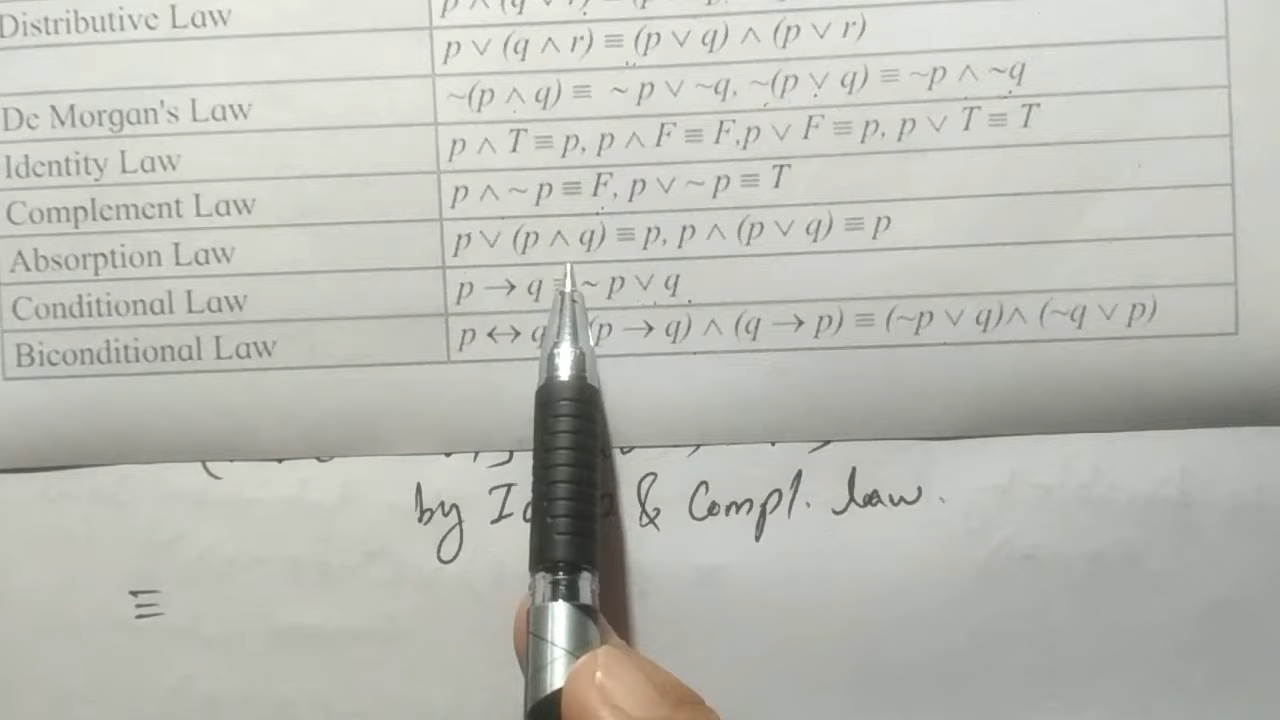 Distributive Law
p ∨ (q ∧ r) ≡ (p ∨ q) ∧ (p ∨ r)
De Morgan's Law ~(p ∧ q) ≡ ~p ∨ ~q, ~(p ∨ q) ≡ ~p ∧ ~q
Identity Law p ∧ T ≡ p, p ∧ F ≡ F, p ∨ F ≡ p, p ∨ T ≡ T
Complement Law p ∧ ~p ≡ F, p ∨ ~p ≡ T
Absorption Law p ∨ (p ∧ q) ≡ p, p ∧ (p ∨ q) ≡ p
Conditional Law p → q ≡ ~p ∨ q
Biconditional Law p ↔ q (p → q) ∧ (q → p) ≡ (~p ∨ q) ∧ (~q ∨ p)
by & Compl. law.
≡